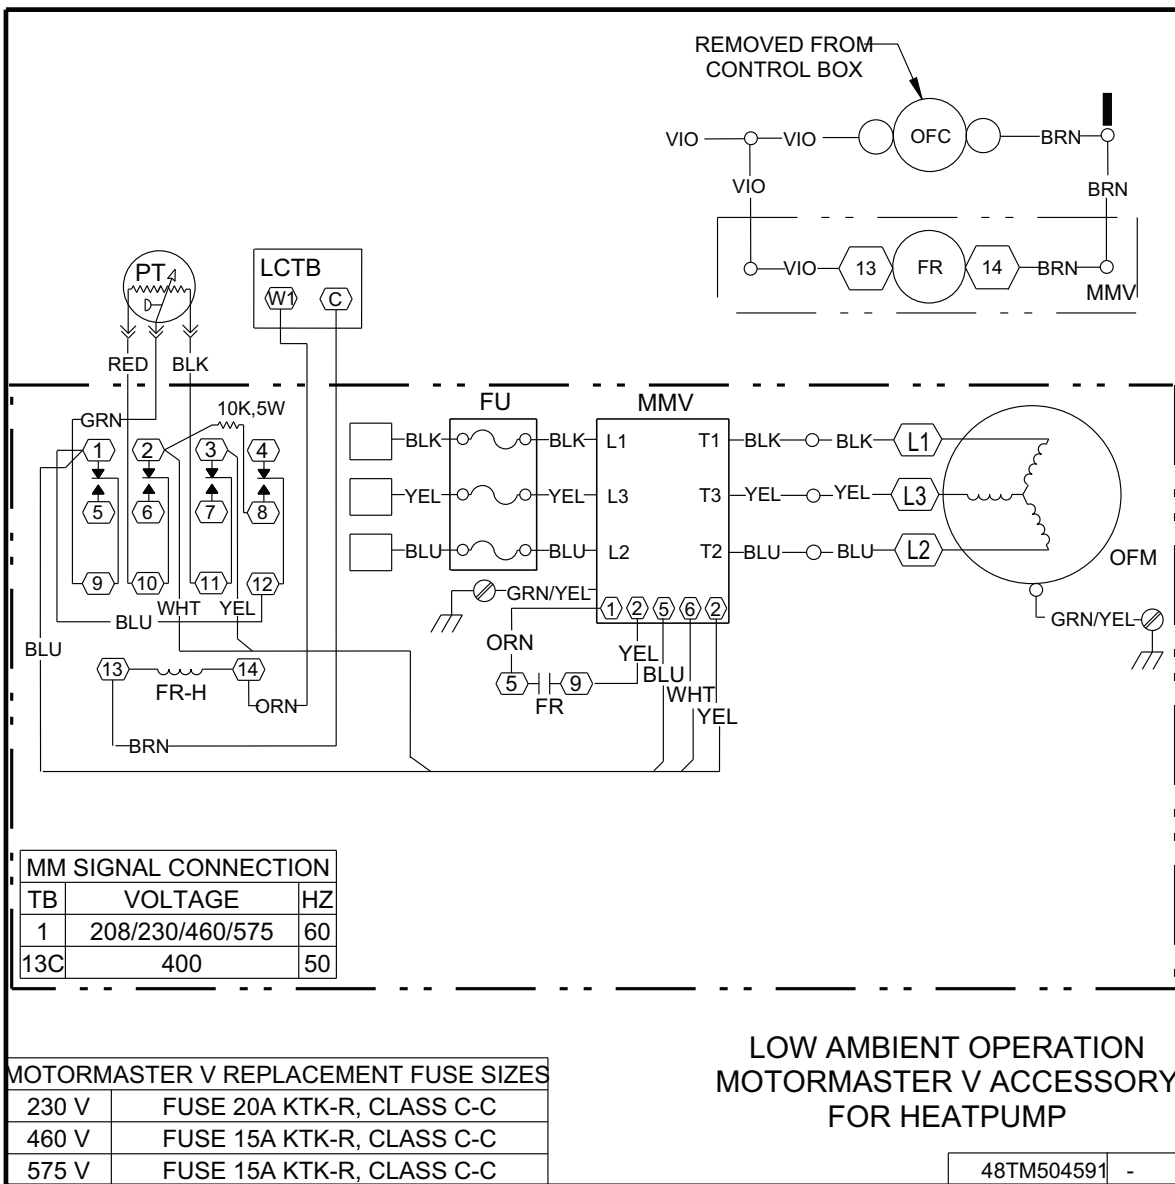 REMOVED FROM
CONTROL BOX
VIO VIO OFC BRN
VIO BRN
VIO 13 FR 14 BRN
MMV
PT
LCTB
W1 C
RED BLK
GRN
10K,5W
1 2 3 4
5 6 7 8
9 10 11 12
WHT YEL
BLU
BLU
13 14
FR-H
ORN
BRN
FU MMV
BLK BLK L1 T1 BLK BLK L1
YEL YEL L3 T3 YEL YEL L3
BLU BLU L2 T2 BLU BLU L2
OFM
GRN/YEL
1 2 5 6 2
GRN/YEL
ORN
YEL
BLU
WHT
YEL
5 9
FR
MM SIGNAL CONNECTION
TB VOLTAGE HZ
1 208/230/460/575 60
13C 400 50
MOTORMASTER V REPLACEMENT FUSE SIZES
230 V FUSE 20A KTK-R, CLASS C-C
460 V FUSE 15A KTK-R, CLASS C-C
575 V FUSE 15A KTK-R, CLASS C-C
LOW AMBIENT OPERATION
MOTORMASTER V ACCESSORY
FOR HEATPUMP
48TM504591 -